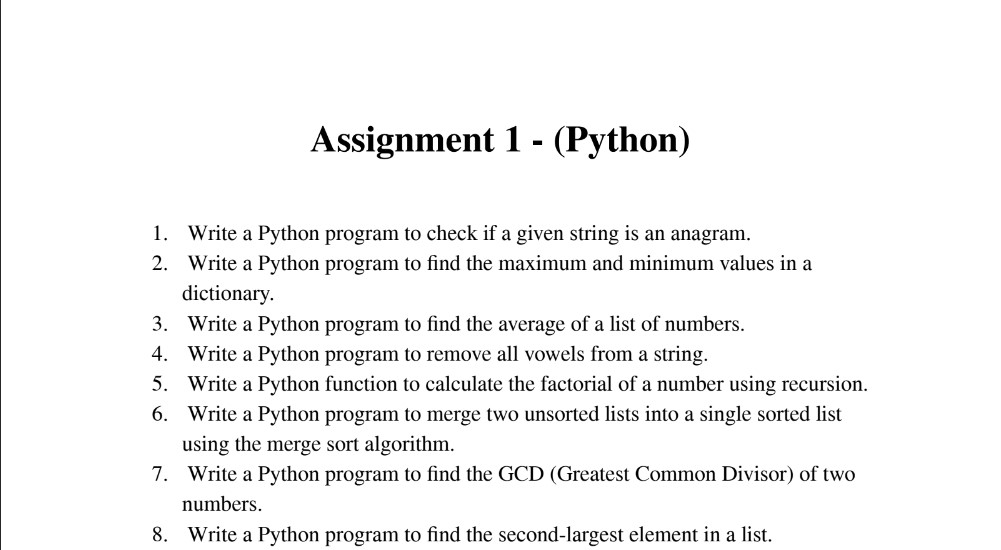 Assignment 1 - (Python)
1. Write a Python program to check if a given string is an anagram.
2. Write a Python program to find the maximum and minimum values in a
dictionary.
3. Write a Python program to find the average of a list of numbers.
4. Write a Python program to remove all vowels from a string.
5. Write a Python function to calculate the factorial of a number using recursion.
6. Write a Python program to merge two unsorted lists into a single sorted list
using the merge sort algorithm.
7. Write a Python program to find the GCD (Greatest Common Divisor) of two
numbers.
8. Write a Python program to find the second-largest element in a list.